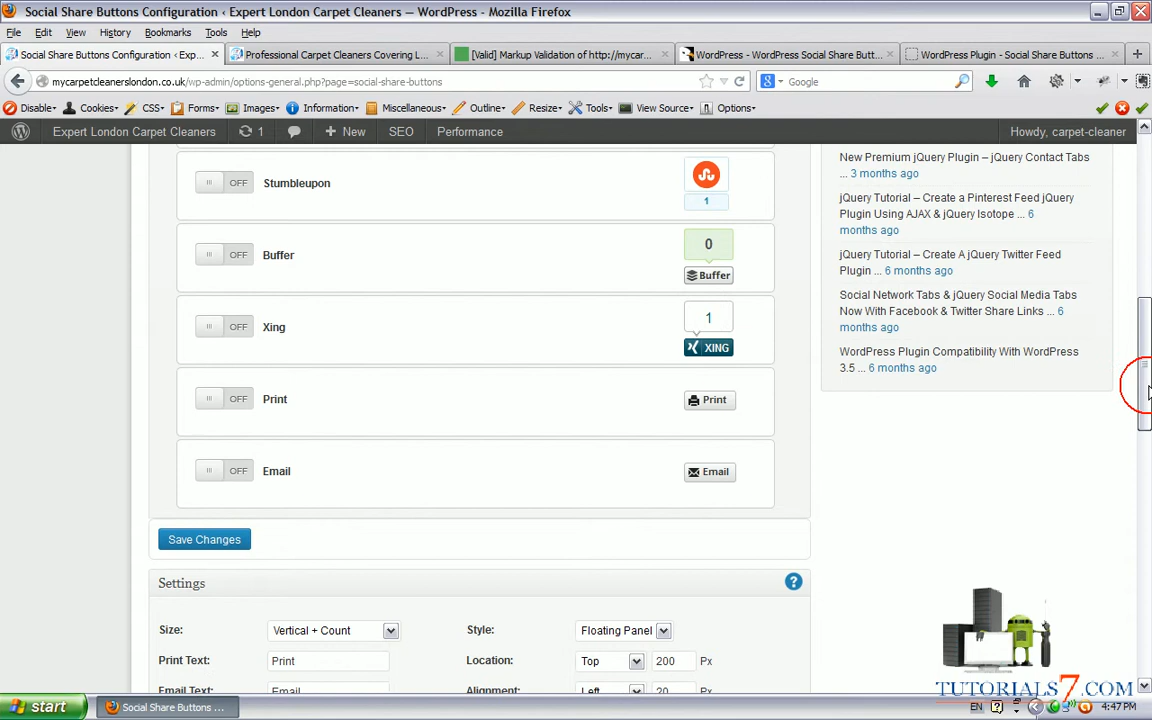 Social Share Buttons Configuration ‹ Expert London Carpet Cleaners — WordPress - Mozilla Firefox
File Edit View History Bookmarks Tools Help
Social Share Buttons Configuration ‹ Exp... × Professional Carpet Cleaners Covering L... × [Valid] Markup Validation of http://mycar... × WordPress - WordPress Social Share Butt... × WordPress Plugin - Social Share Buttons ... ×
mycarpetcleanerslondon.co.uk/wp-admin/options-general.php?page=social-share-buttons Google
Disable Cookies CSS Forms Images Information Miscellaneous Outline Resize Tools View Source Options
Expert London Carpet Cleaners 1 New SEO Performance Howdy, carpet-cleaner
New Premium jQuery Plugin – jQuery Contact Tabs
... 3 months ago
jQuery Tutorial – Create a Pinterest Feed jQuery
Plugin Using AJAX & jQuery Isotope ... 6
months ago
jQuery Tutorial – Create A jQuery Twitter Feed
Plugin ... 6 months ago
Social Network Tabs & jQuery Social Media Tabs
Now With Facebook & Twitter Share Links ... 6
months ago
WordPress Plugin Compatibility With WordPress
3.5 ... 6 months ago
OFF Stumbleupon
1
OFF Buffer 0
Buffer
OFF Xing 1
XING
OFF Print Print
OFF Email Email
Save Changes
Settings ?
Size: Vertical + Count Style: Floating Panel
Print Text: Print Location: Top 200 Px
Email Text: Email Alignment: Left 20 Px
TUTORIALS7.COM
start Social Share Buttons ... EN 4:47 PM